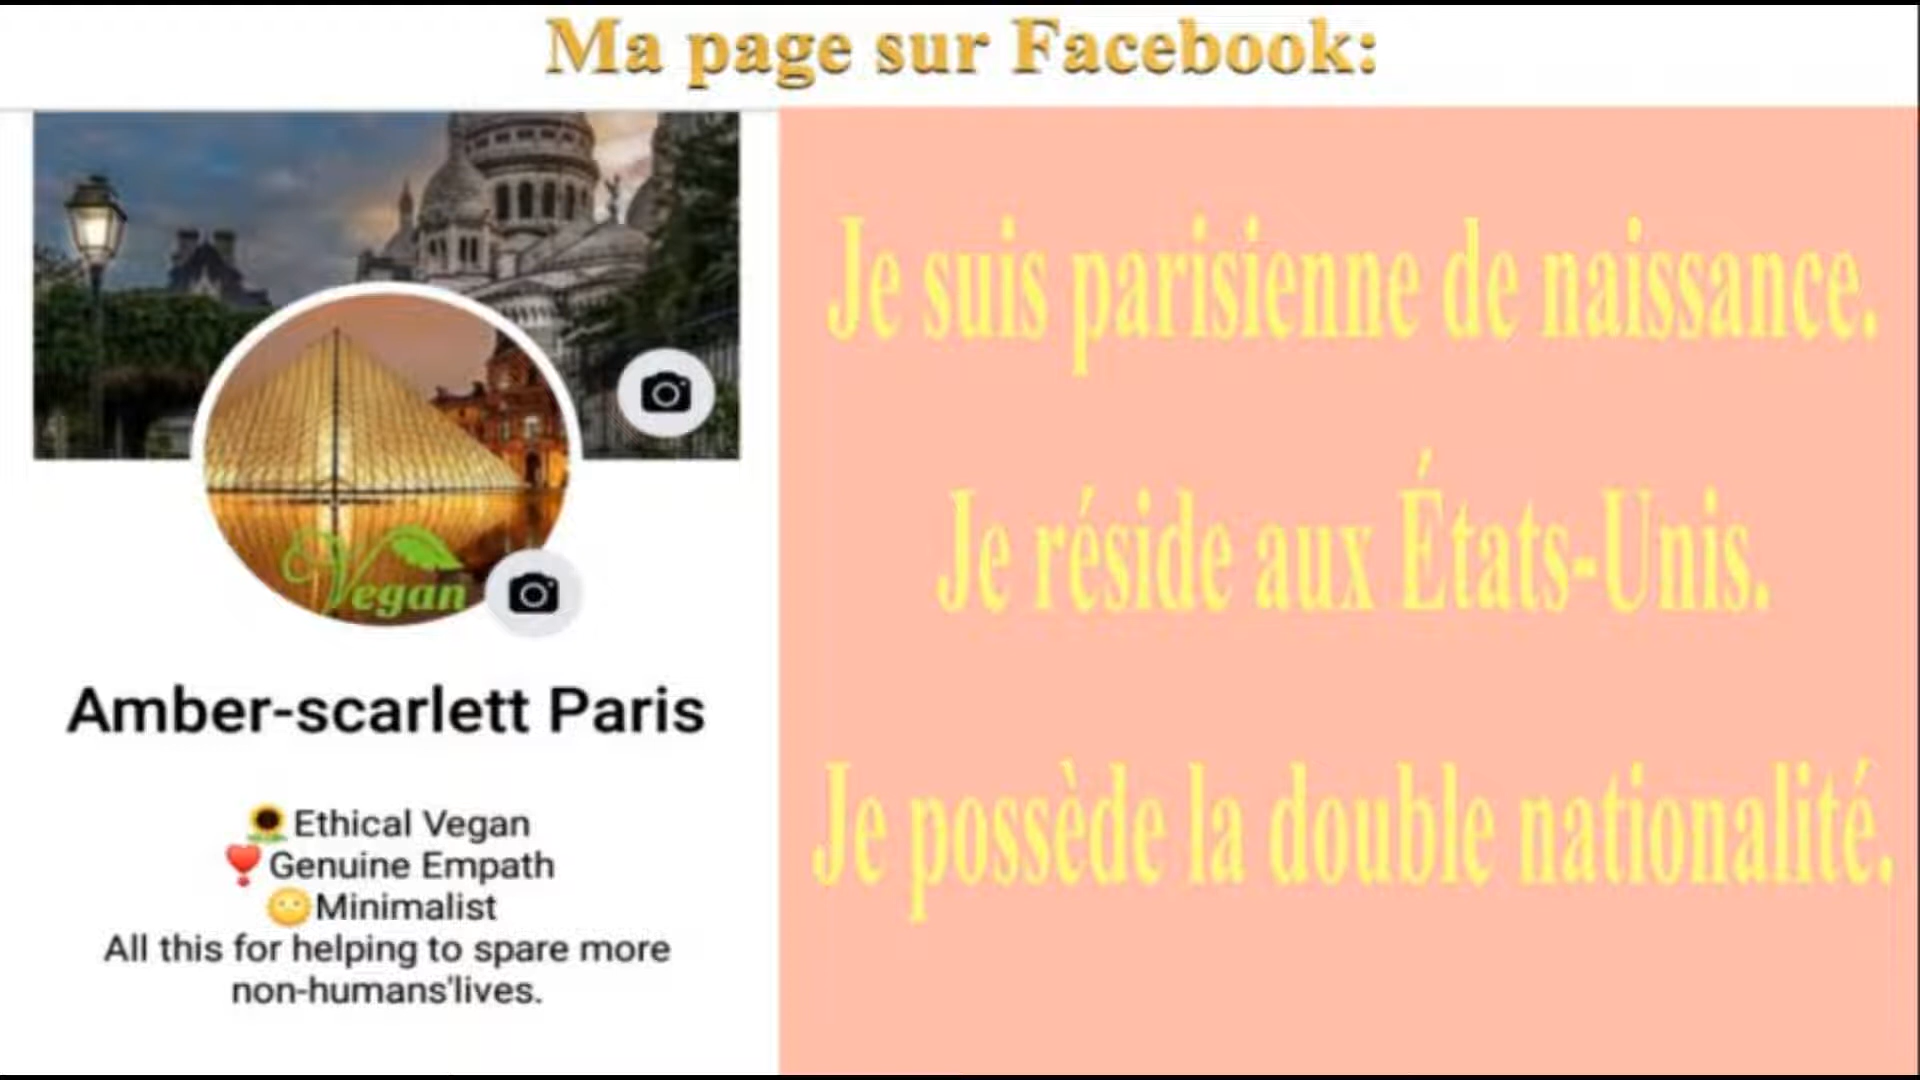 Ma page sur Facebook:
Vegan
Amber-scarlett Paris
🌻Ethical Vegan
❣️Genuine Empath
😶Minimalist
All this for helping to spare more
non-humans'lives.
Je suis parisienne de naissance.
Je réside aux États-Unis.
Je possède la double nationalité.